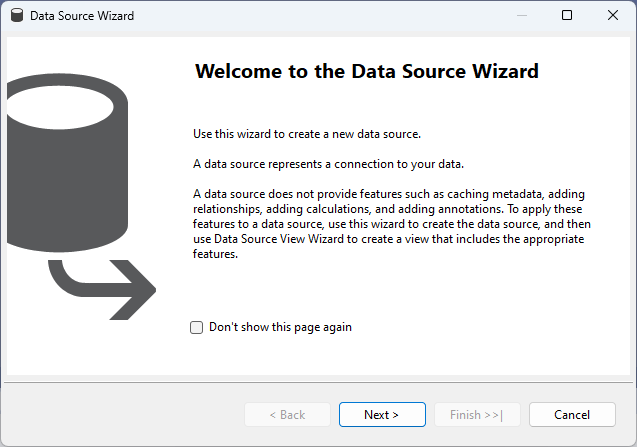 Data Source Wizard
Welcome to the Data Source Wizard
Use this wizard to create a new data source.
A data source represents a connection to your data.
A data source does not provide features such as caching metadata, adding
relationships, adding calculations, and adding annotations. To apply these
features to a data source, use this wizard to create the data source, and then
use Data Source View Wizard to create a view that includes the appropriate
features.
Don't show this page again
< Back
Next >
Finish >>|
Cancel